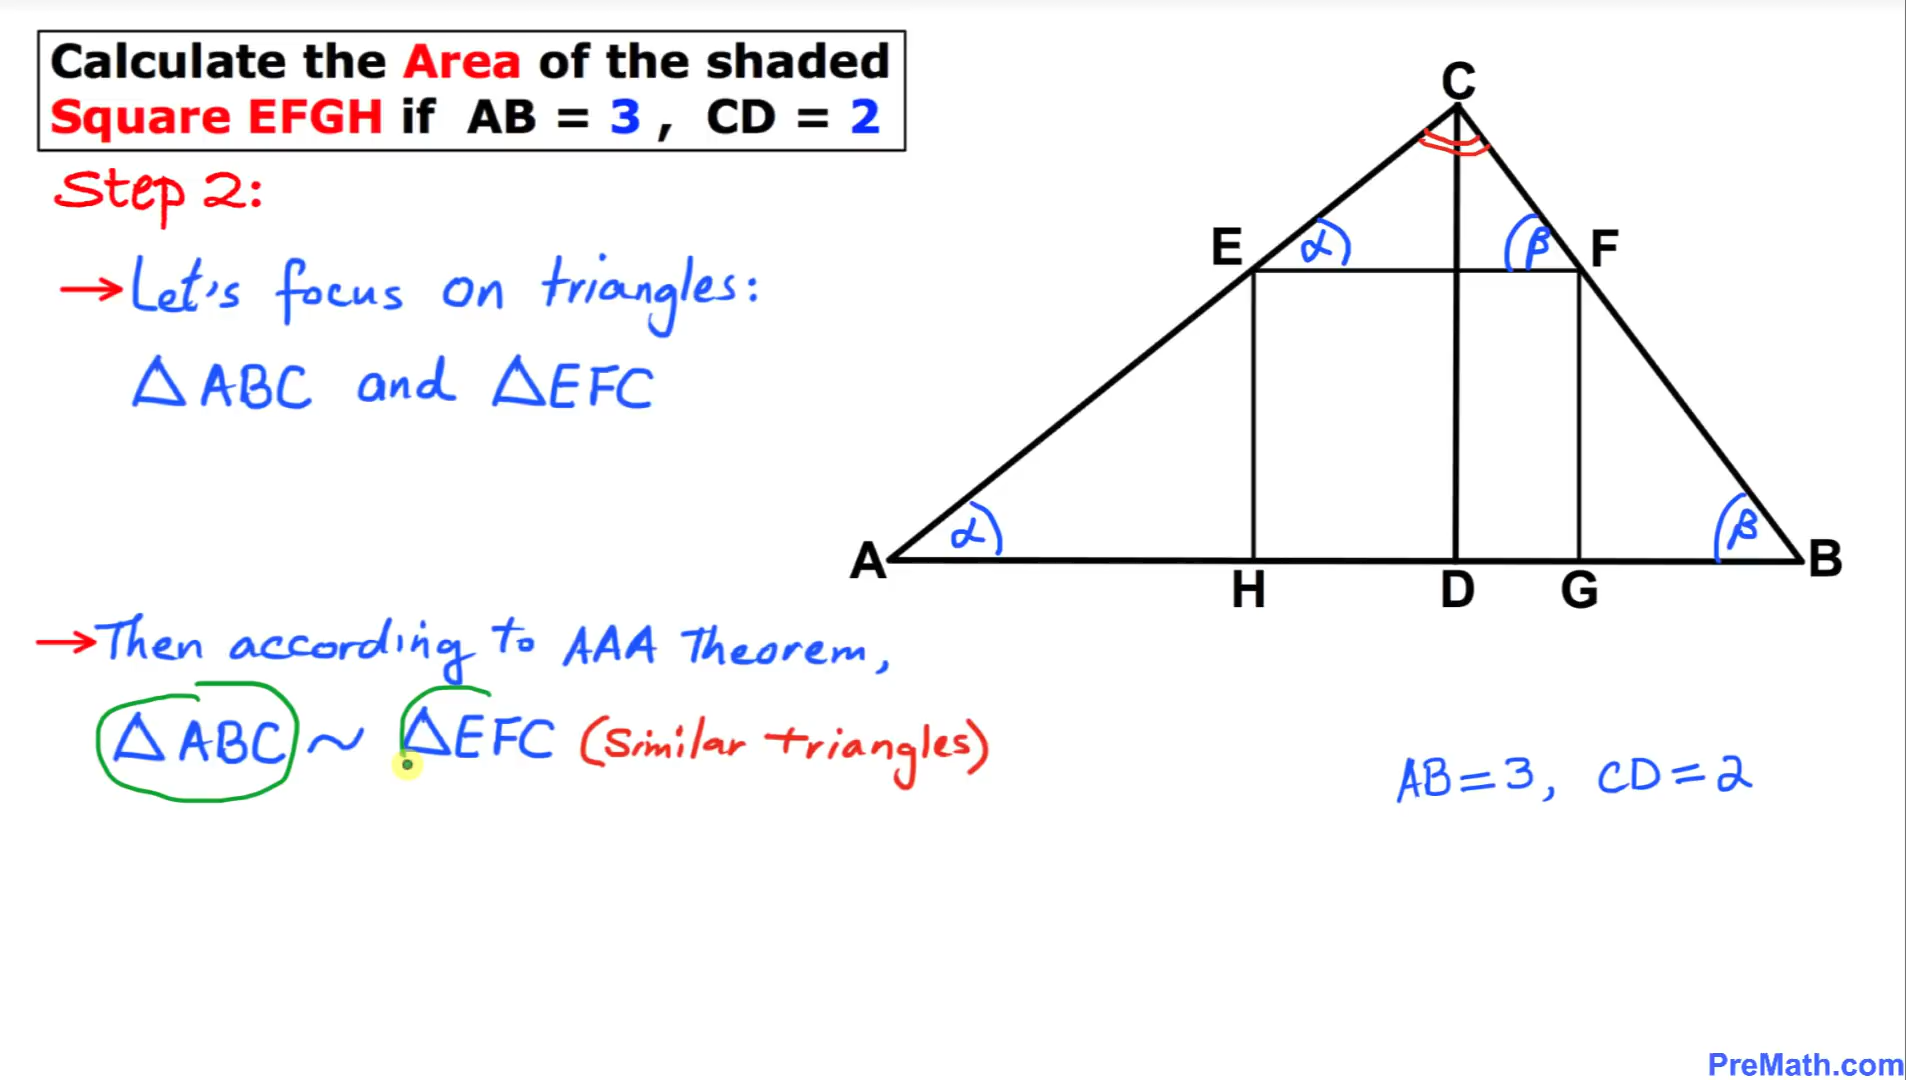 Calculate the Area of the shaded
Square EFGH if AB = 3 , CD = 2
Step 2:
→Let's focus on triangles:
△ABC and △EFC
→Then according to AAA Theorem,
△ABC ~ △EFC (Similar triangles)
C
E α β F
α β
A B
H D G
AB=3, CD=2
PreMath.com